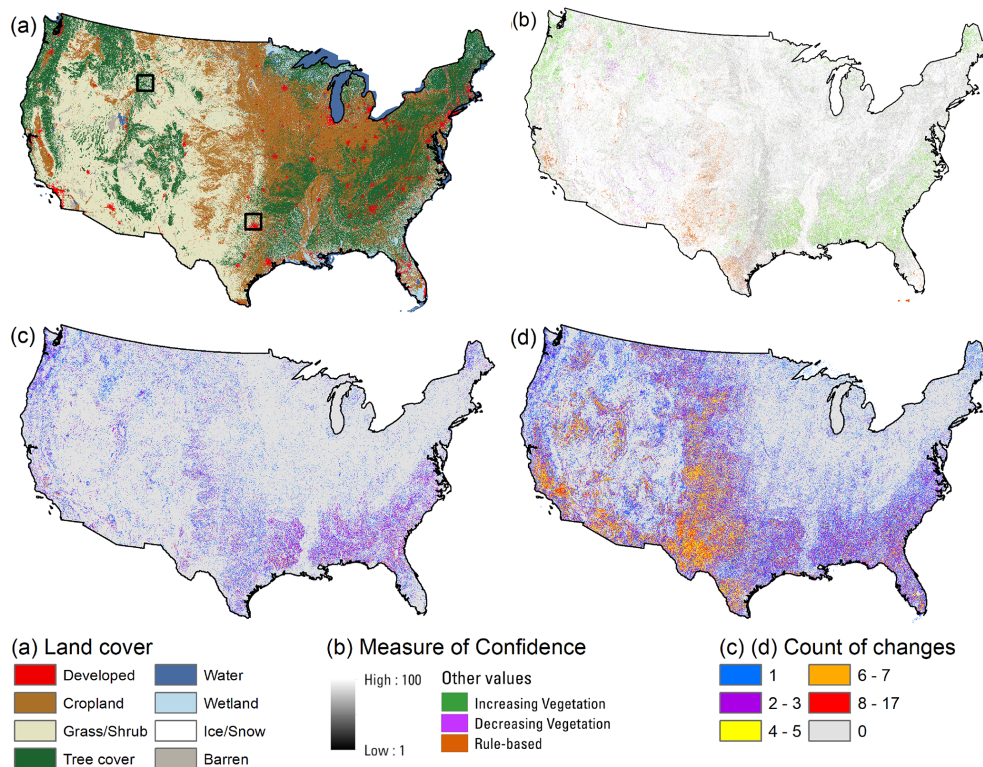 (a)
(b)
(c)
(d)
(a) Land cover
Developed
Cropland
Grass/Shrub
Tree cover
Water
Wetland
Ice/Snow
Barren
(b) Measure of Confidence
High : 100
Low : 1
Other values
Increasing Vegetation
Decreasing Vegetation
Rule-based
(c) (d) Count of changes
1
2 - 3
4 - 5
6 - 7
8 - 17
0